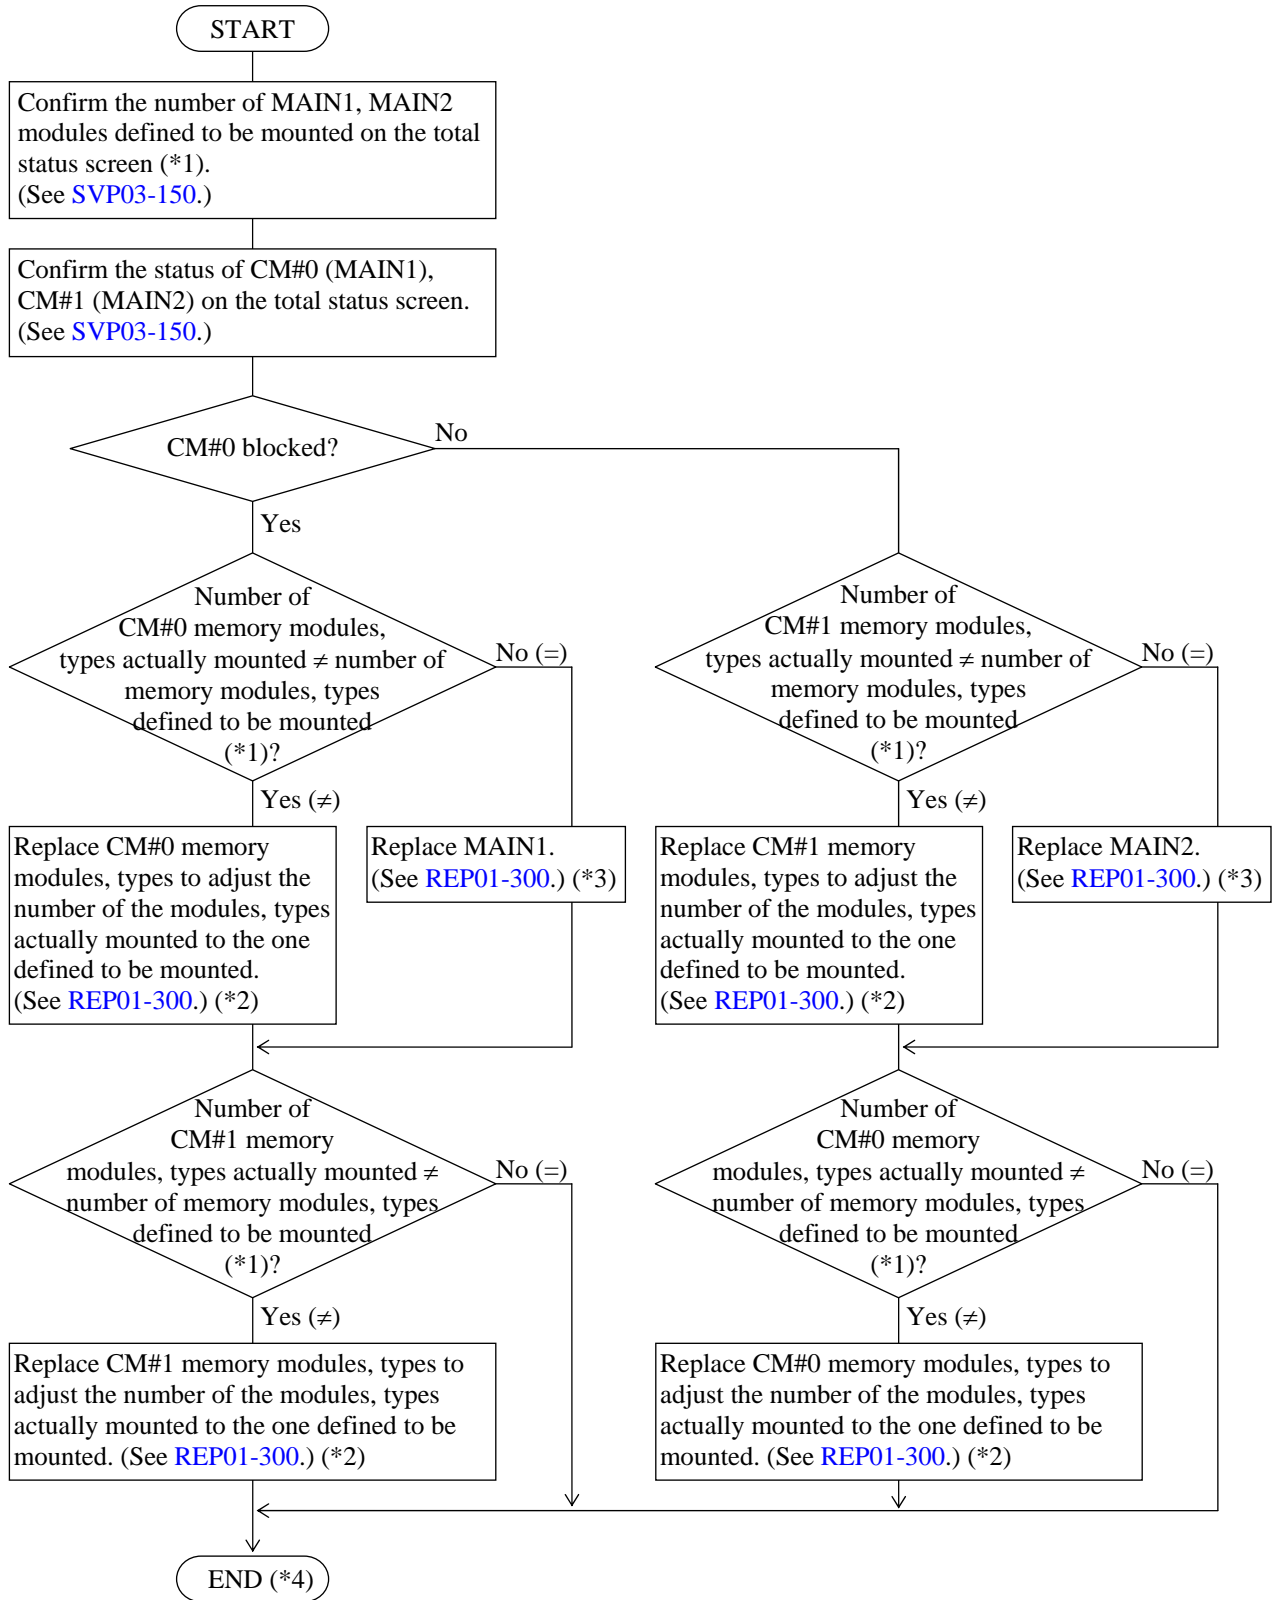 START
Confirm the number of MAIN1, MAIN2
modules defined to be mounted on the total
status screen (*1).
(See SVP03-150.)
Confirm the status of CM#0 (MAIN1),
CM#1 (MAIN2) on the total status screen.
(See SVP03-150.)
CM#0 blocked?
No
Yes
Number of
CM#0 memory modules,
types actually mounted ≠ number of
memory modules, types
defined to be mounted
(*1)?
No (=)
Yes (≠)
Replace CM#0 memory
modules, types to adjust the
number of the modules, types
actually mounted to the one
defined to be mounted.
(See REP01-300.) (*2)
Replace MAIN1.
(See REP01-300.) (*3)
Number of
CM#1 memory
modules, types actually mounted ≠
number of memory modules, types
defined to be mounted
(*1)?
No (=)
Yes (≠)
Replace CM#1 memory modules, types to
adjust the number of the modules, types
actually mounted to the one defined to be
mounted. (See REP01-300.) (*2)
Number of
CM#1 memory modules,
types actually mounted ≠ number of
memory modules, types
defined to be mounted
(*1)?
No (=)
Yes (≠)
Replace CM#1 memory
modules, types to adjust the
number of the modules, types
actually mounted to the one
defined to be mounted.
(See REP01-300.) (*2)
Replace MAIN2.
(See REP01-300.) (*3)
Number of
CM#0 memory
modules, types actually mounted ≠
number of memory modules, types
defined to be mounted
(*1)?
No (=)
Yes (≠)
Replace CM#0 memory modules, types to
adjust the number of the modules, types
actually mounted to the one defined to be
mounted. (See REP01-300.) (*2)
END (*4)